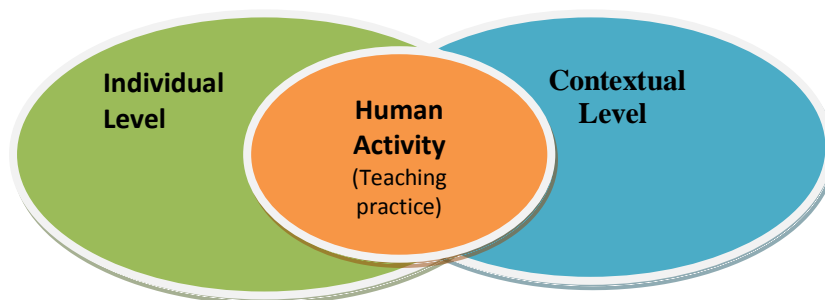 Individual
Level
Human
Activity
(Teaching
practice)
Contextual
Level